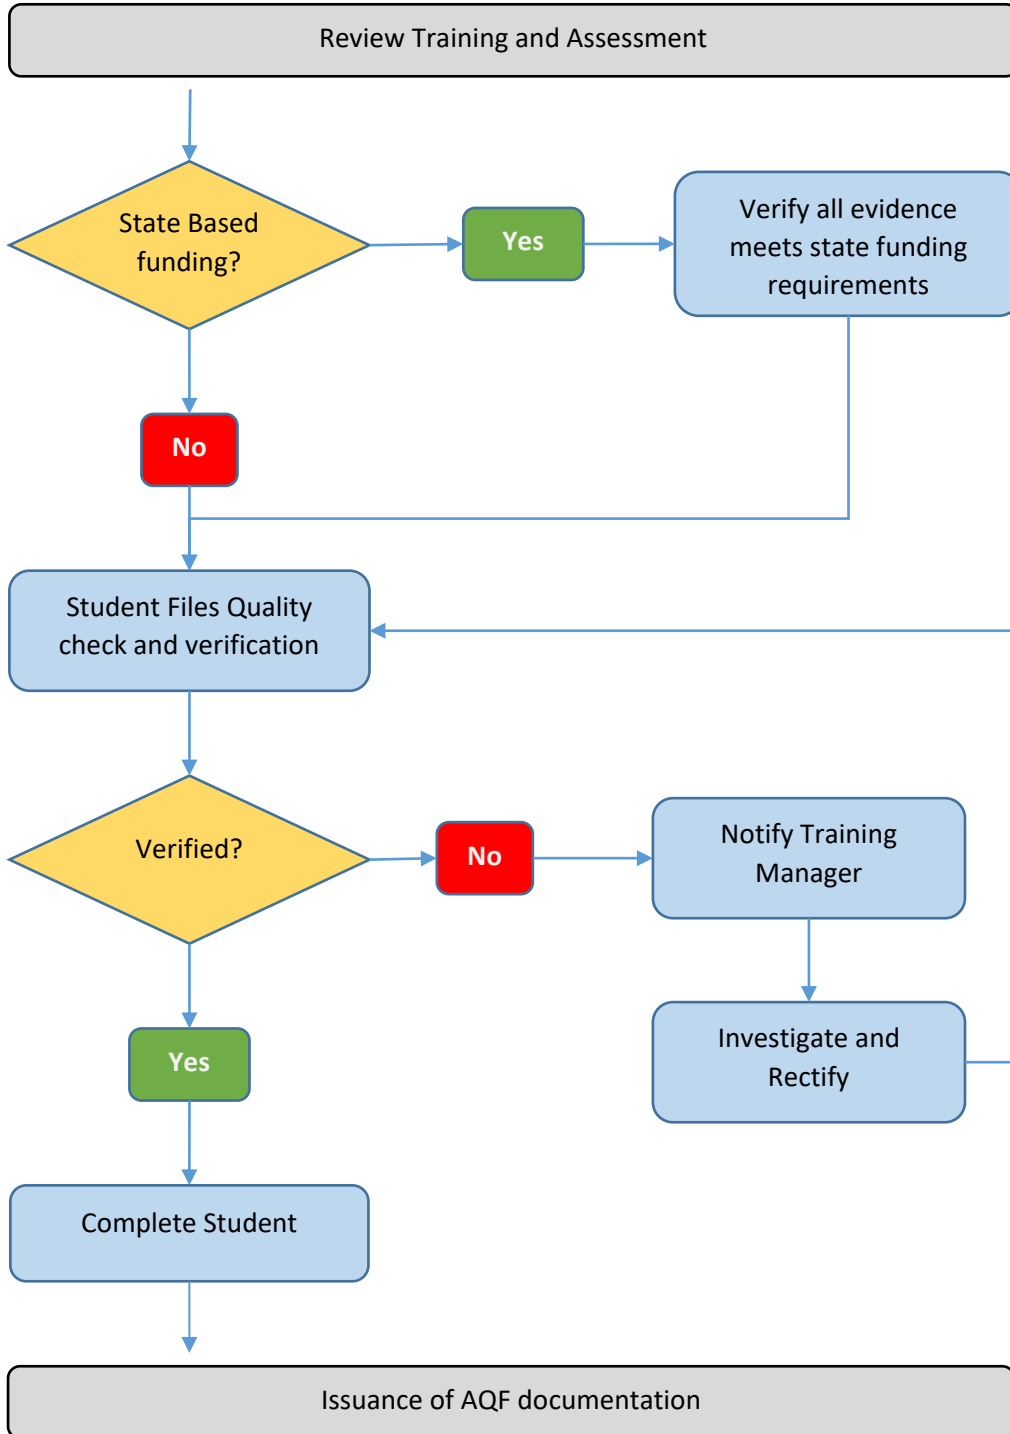 Review Training and Assessment
State Based
funding?
Yes
Verify all evidence
meets state funding
requirements
No
Student Files Quality
check and verification
Verified?
No
Notify Training
Manager
Investigate and
Rectify
Yes
Complete Student
Issuance of AQF documentation